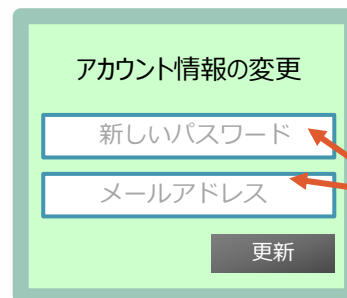 アカウント情報の変更
新しいパスワード
メールアドレス
更新